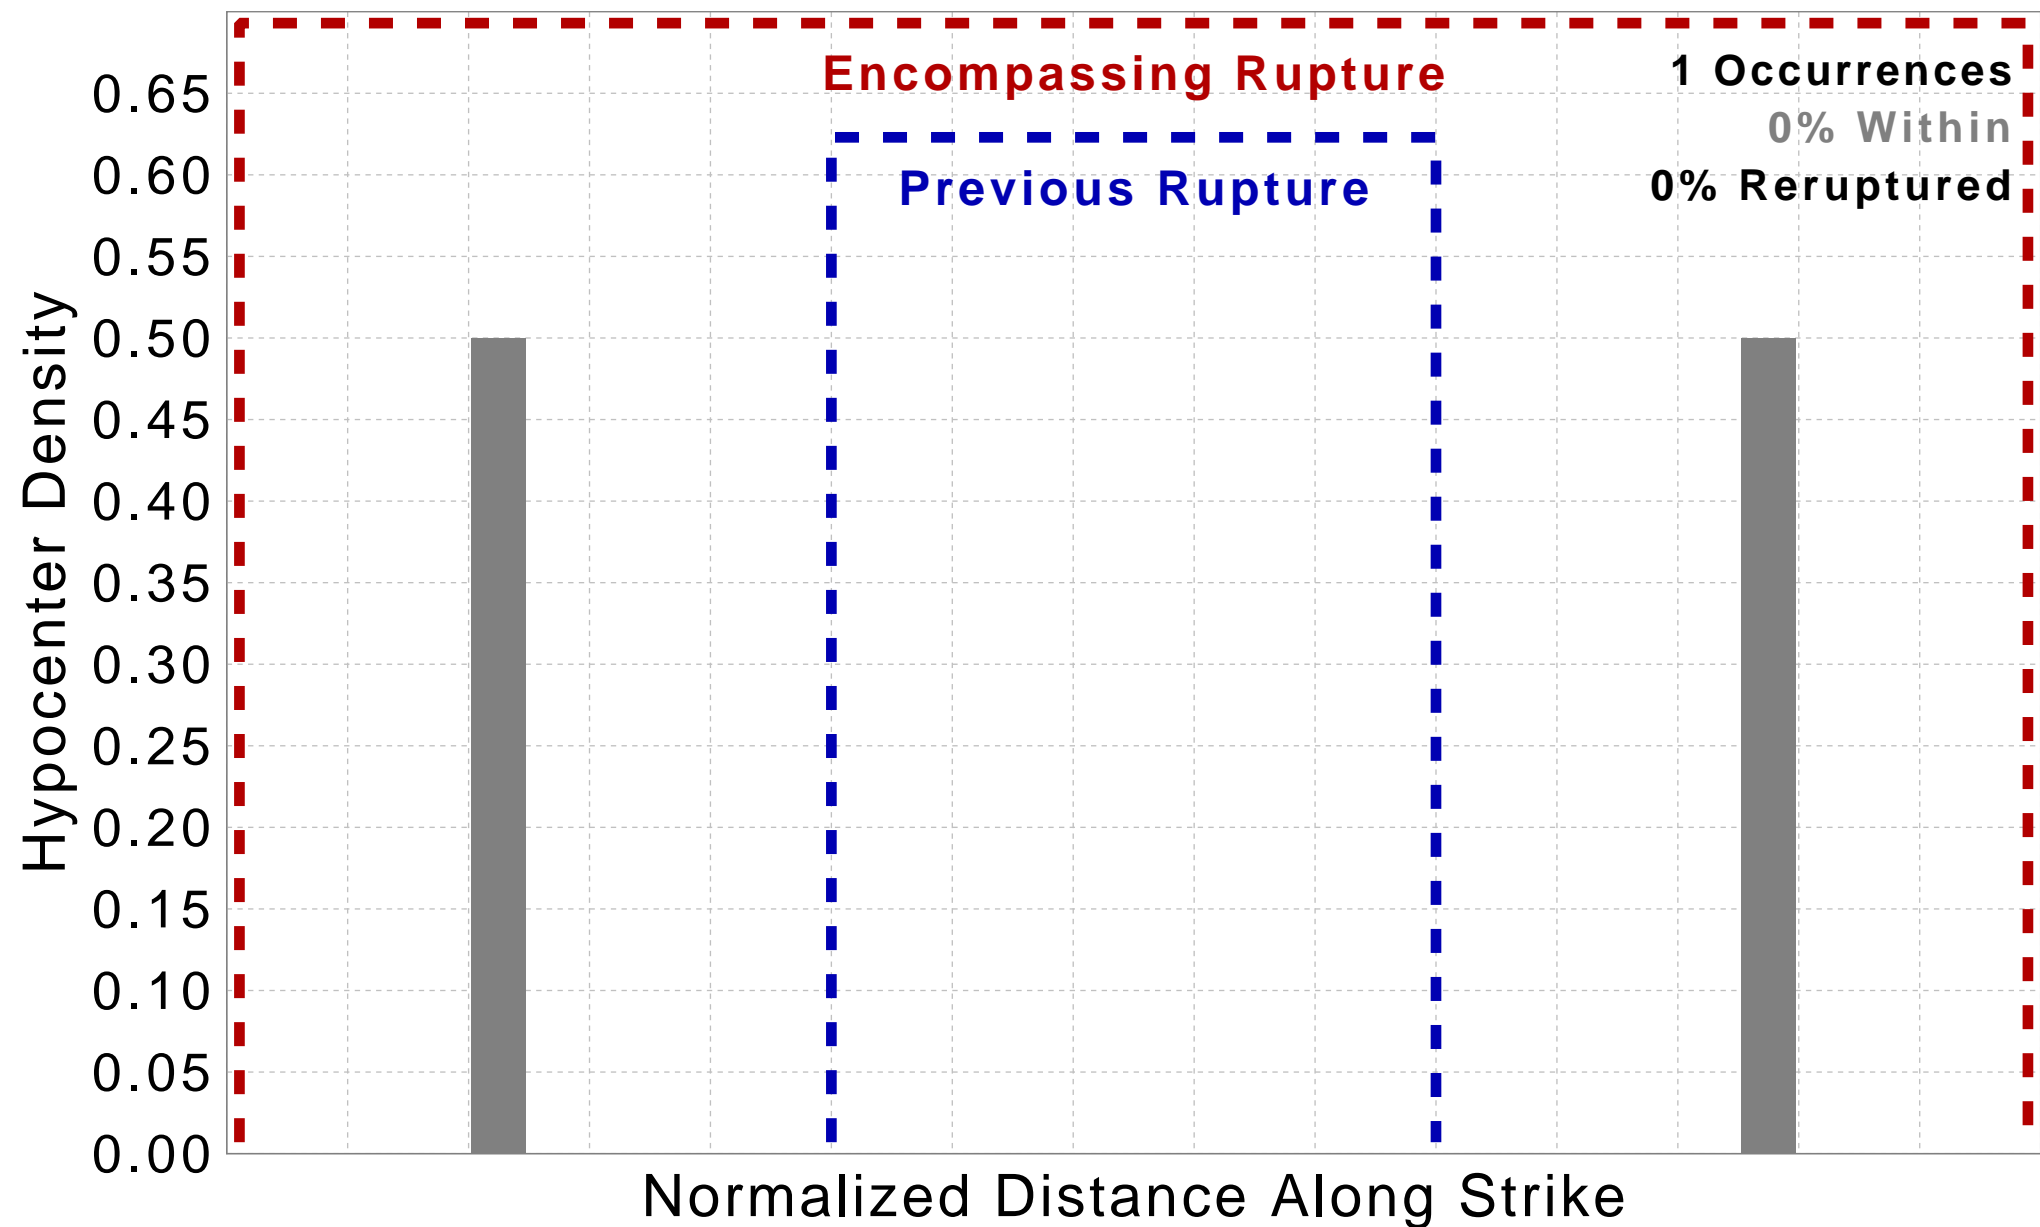 Encompassing Rupture
1 Occurrences
0% Within
Previous Rupture
0% Reruptured
0.65
0.60
0.55
0.50
0.45
0.40
0.35
0.30
0.25
0.20
0.15
0.10
0.05
0.00
Hypocenter Density
Normalized Distance Along Strike